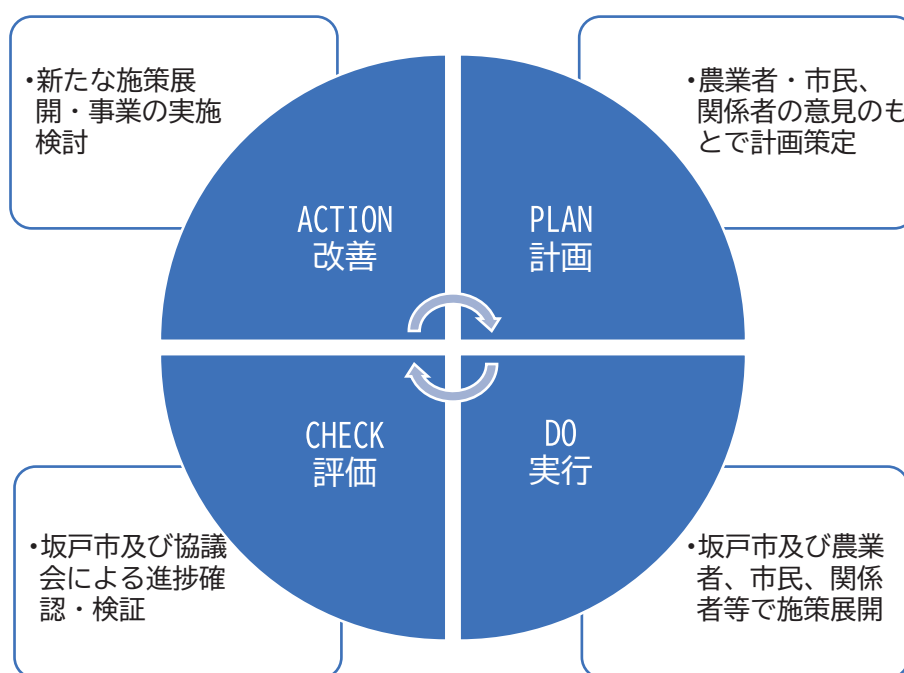 ・新たな施策展
開・事業の実施
検討
・農業者・市民、
関係者の意見のも
とで計画策定
ACTION
改善
PLAN
計画
CHECK
評価
DO
実行
・坂戸市及び協議
会による進捗確
認・検証
・坂戸市及び農業
者、市民、関係
者等で施策展開